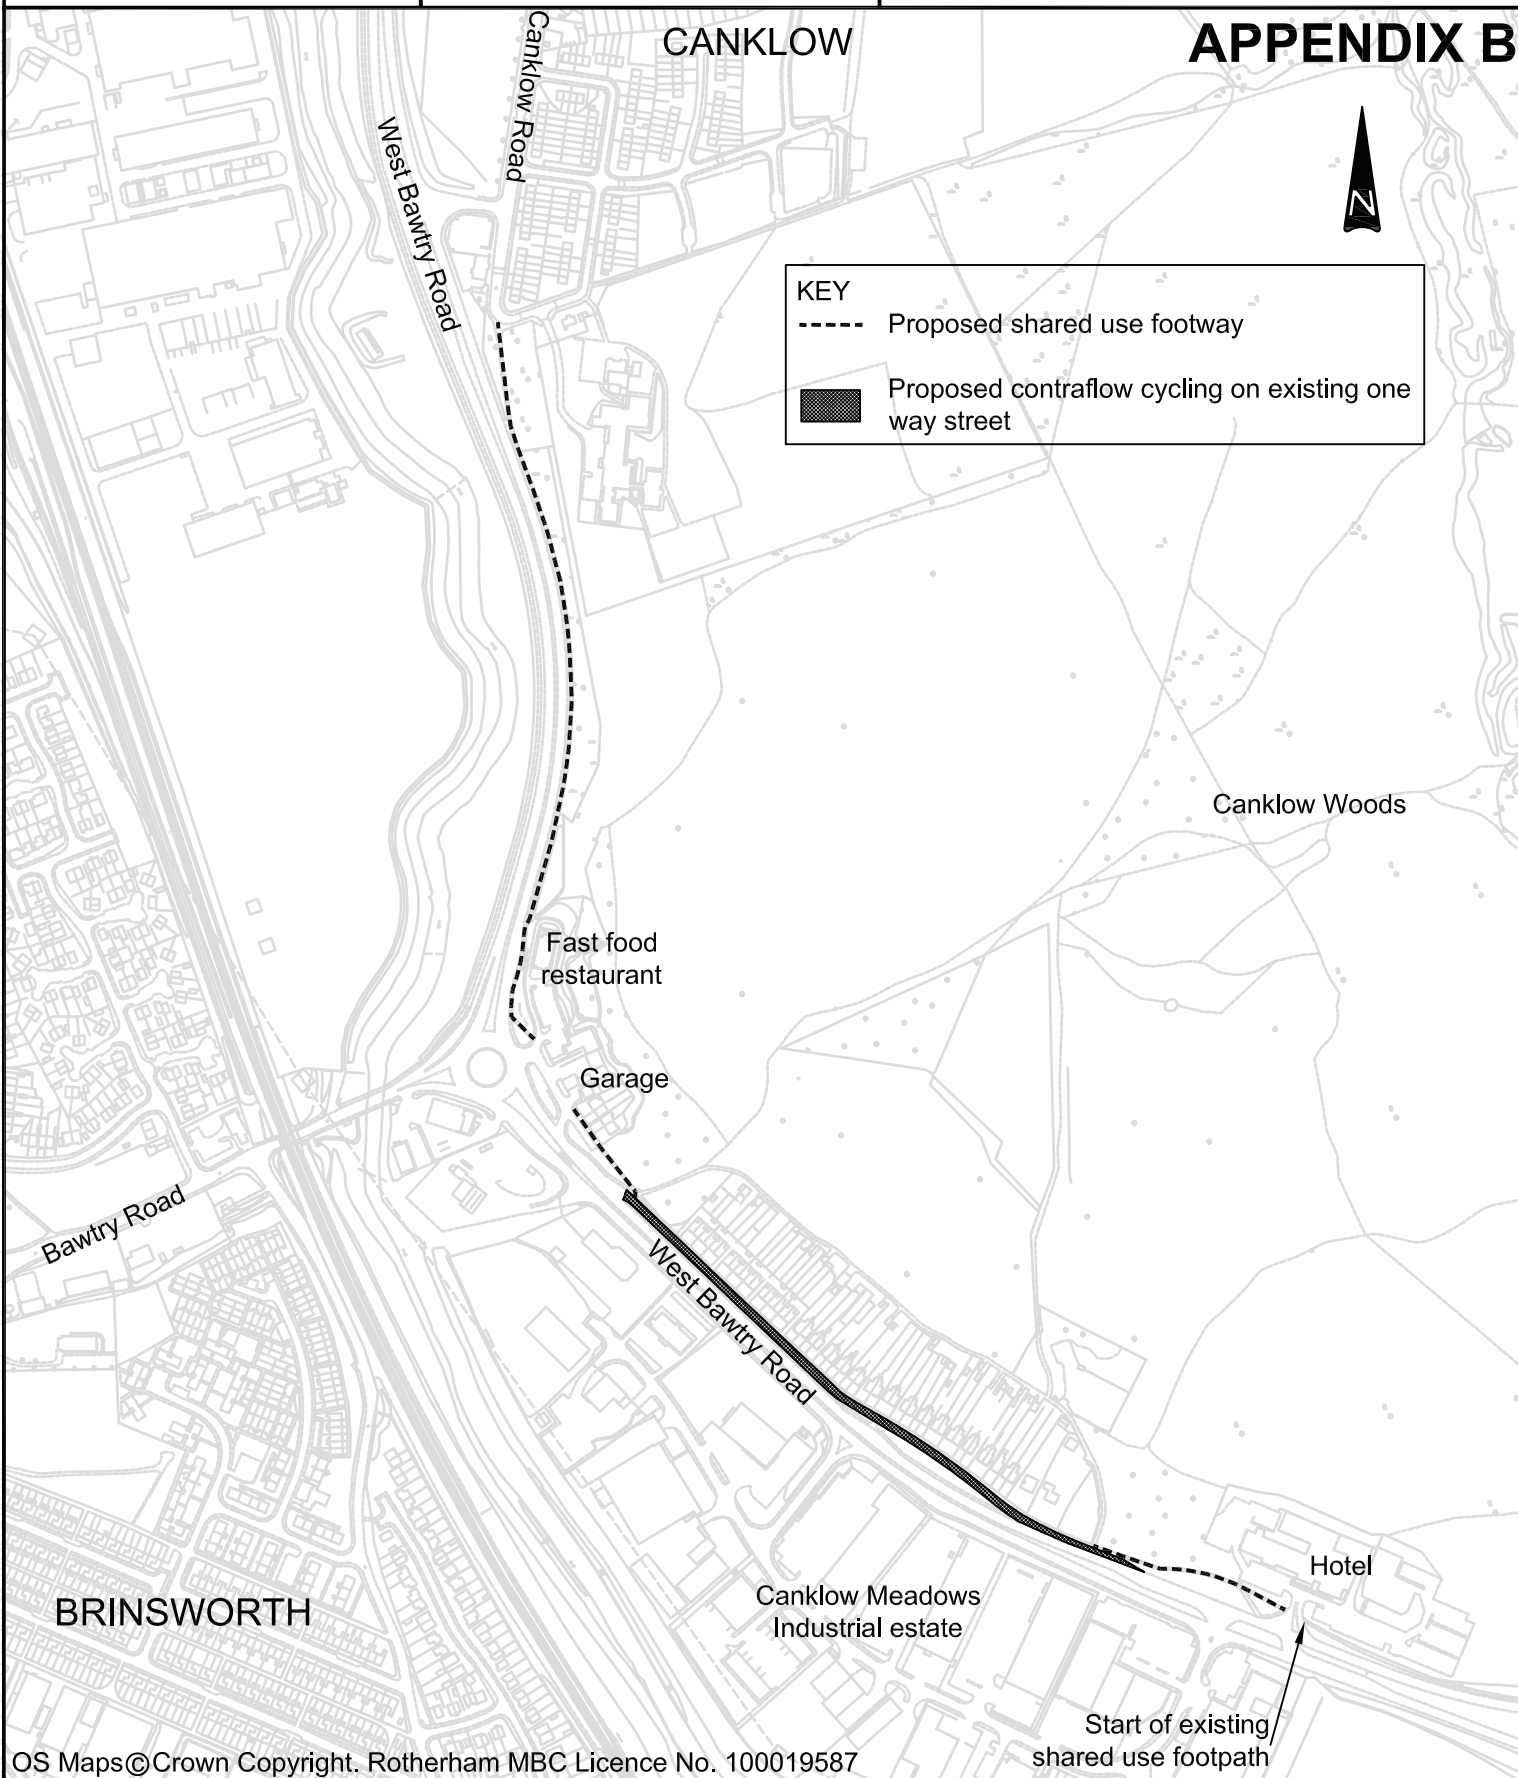 CANKLOW
APPENDIX B
Canklow Road
West Bawtry Road
N
KEY
Proposed shared use footway
Proposed contraflow cycling on existing one
way street
Canklow Woods
Fast food
restaurant
Garage
Bawtry Road
West Bawtry Road
Hotel
Canklow Meadows
Industrial estate
BRINSWORTH
Start of existing
shared use footpath
OS Maps©Crown Copyright. Rotherham MBC Licence No. 100019587